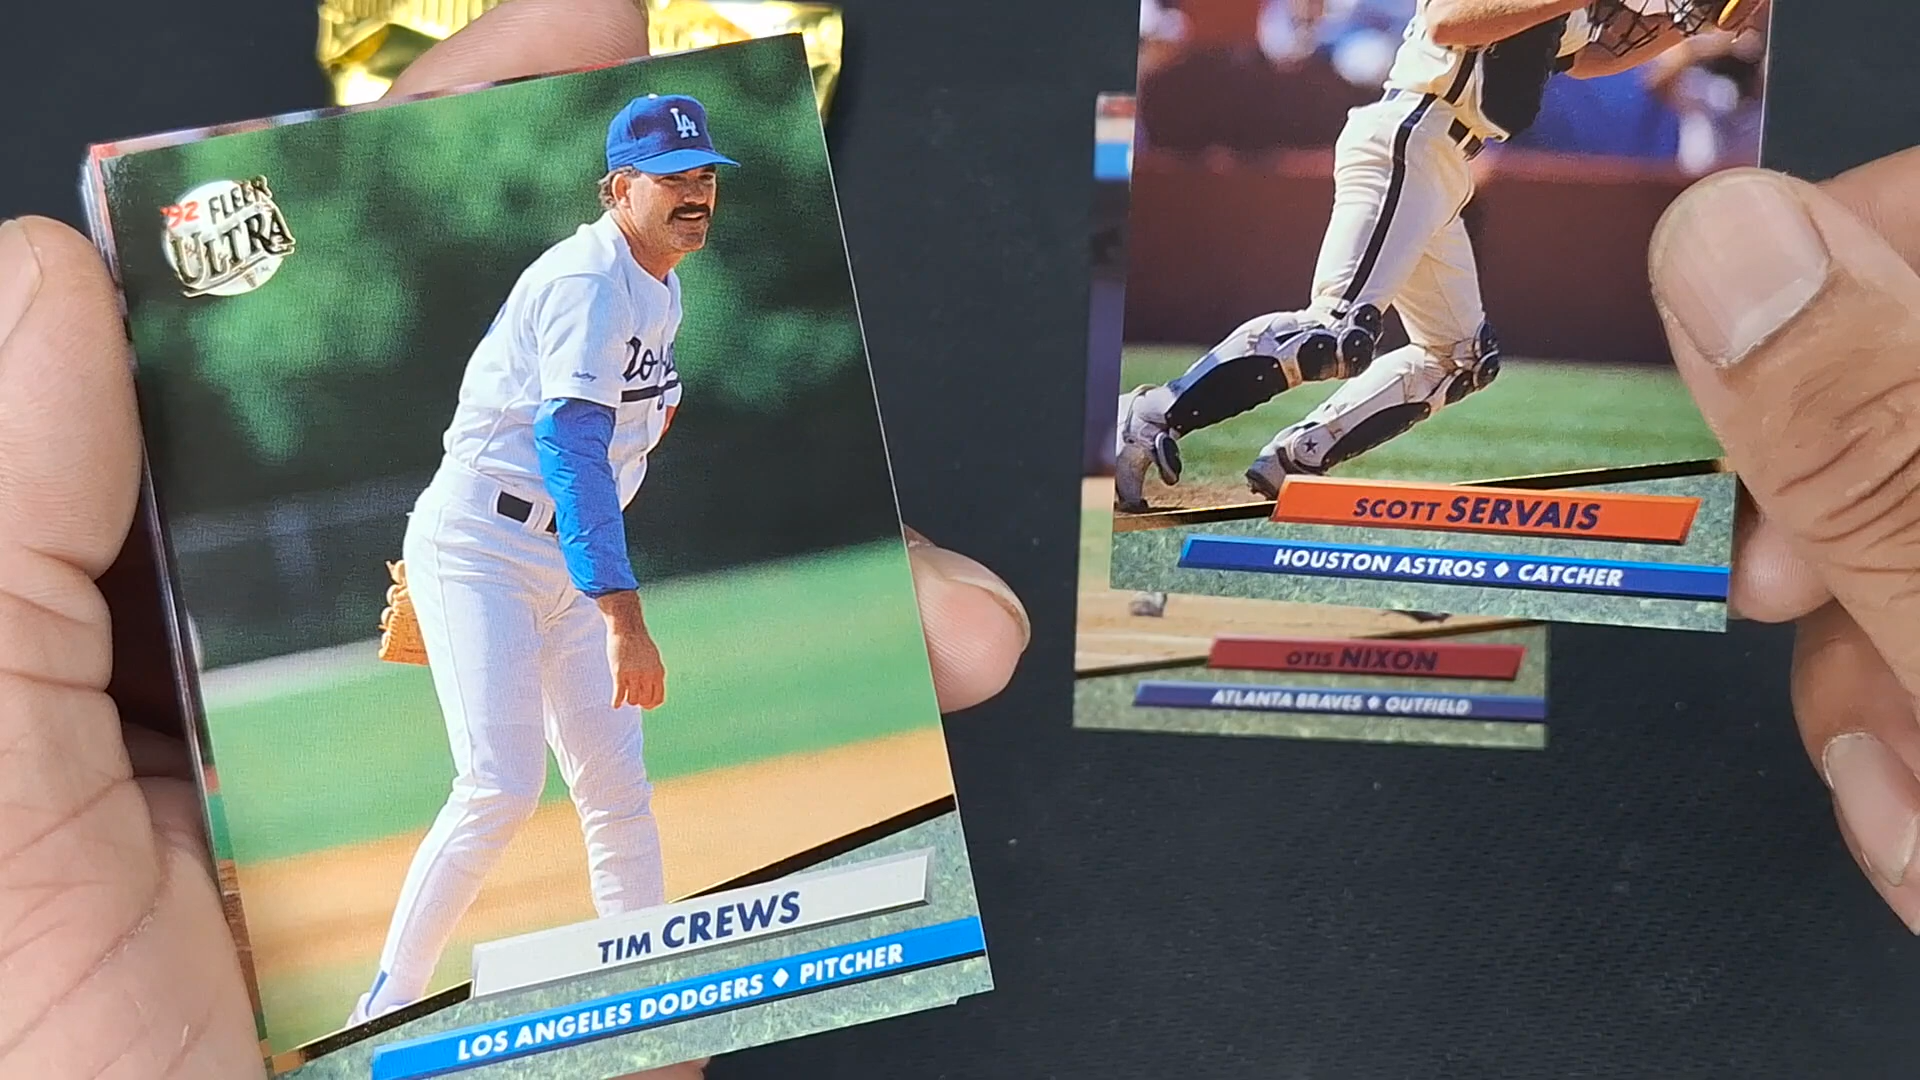 '92 FLEER
ULTRA
LA
TIM CREWS
LOS ANGELES DODGERS ♦ PITCHER
SCOTT SERVAIS
HOUSTON ASTROS ♦ CATCHER
OTIS NIXON
ATLANTA BRAVES ♦ OUTFIELD